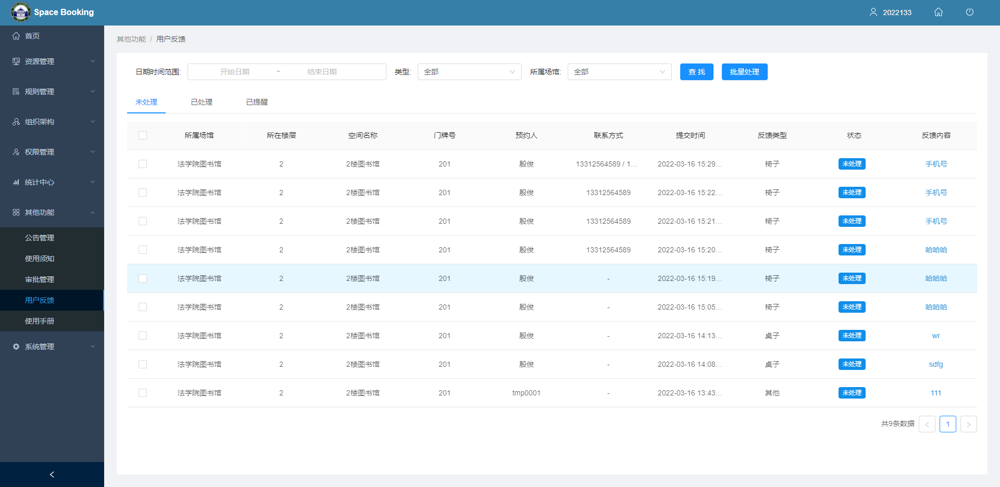 Space Booking
2022133
首页
资源管理
规则管理
组织架构
权限管理
统计中心
其他功能
公告管理
使用须知
审批管理
用户反馈
使用手册
系统管理
其他功能 / 用户反馈
日期时间范围: 开始日期 ~ 结束日期 类型: 全部 所属场馆: 全部 查 找 批量处理
未处理 已处理 已提醒
所属场馆 所在楼层 空间名称 门牌号 预约人 联系方式 提交时间 反馈类型 状态 反馈内容
法学院图书馆 2 2楼图书馆 201 殷俊 13312564589 / 1... 2022-03-16 15:29... 椅子 未处理 手机号
法学院图书馆 2 2楼图书馆 201 殷俊 13312564589 2022-03-16 15:22... 椅子 未处理 手机号
法学院图书馆 2 2楼图书馆 201 殷俊 13312564589 2022-03-16 15:21... 椅子 未处理 手机号
法学院图书馆 2 2楼图书馆 201 殷俊 13312564589 2022-03-16 15:20... 椅子 未处理 哈哈哈
法学院图书馆 2 2楼图书馆 201 殷俊 - 2022-03-16 15:19... 椅子 未处理 哈哈哈
法学院图书馆 2 2楼图书馆 201 殷俊 - 2022-03-16 15:05... 椅子 未处理 哈哈哈
法学院图书馆 2 2楼图书馆 201 殷俊 - 2022-03-16 14:13... 桌子 未处理 wr
法学院图书馆 2 2楼图书馆 201 殷俊 - 2022-03-16 14:08... 桌子 未处理 sdfg
法学院图书馆 2 2楼图书馆 201 tmp0001 - 2022-03-16 13:43... 其他 未处理 111
共9条数据 < 1 >